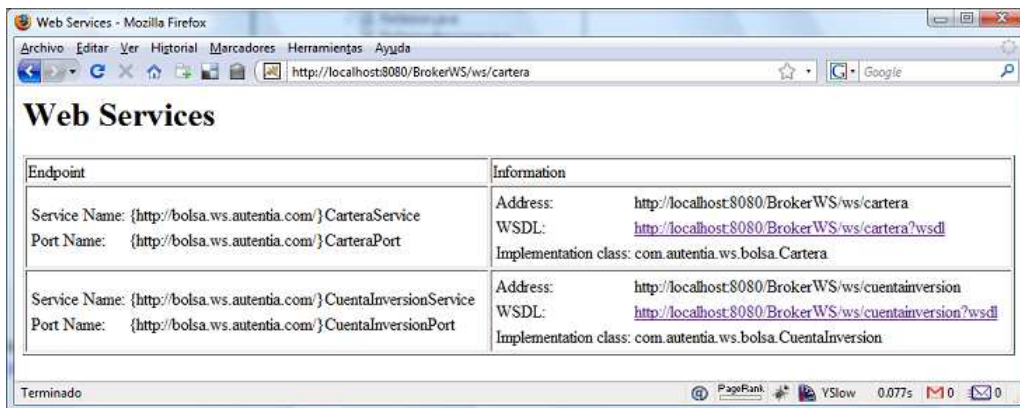 Web Services - Mozilla Firefox
Archivo Editar Ver Historial Marcadores Herramientas Ayuda
http://localhost:8080/BrokerWS/ws/cartera
G Google
Web Services
Endpoint Information
Service Name: {http://bolsa.ws.autentia.com/}CarteraService
Port Name: {http://bolsa.ws.autentia.com/}CarteraPort
Address: http://localhost:8080/BrokerWS/ws/cartera
WSDL: http://localhost:8080/BrokerWS/ws/cartera?wsdl
Implementation class: com.autentia.ws.bolsa.Cartera
Service Name: {http://bolsa.ws.autentia.com/}CuentaInversionService
Port Name: {http://bolsa.ws.autentia.com/}CuentaInversionPort
Address: http://localhost:8080/BrokerWS/ws/cuentainversion
WSDL: http://localhost:8080/BrokerWS/ws/cuentainversion?wsdl
Implementation class: com.autentia.ws.bolsa.CuentaInversion
Terminado @ PageRank YSlow 0.077s 0 0